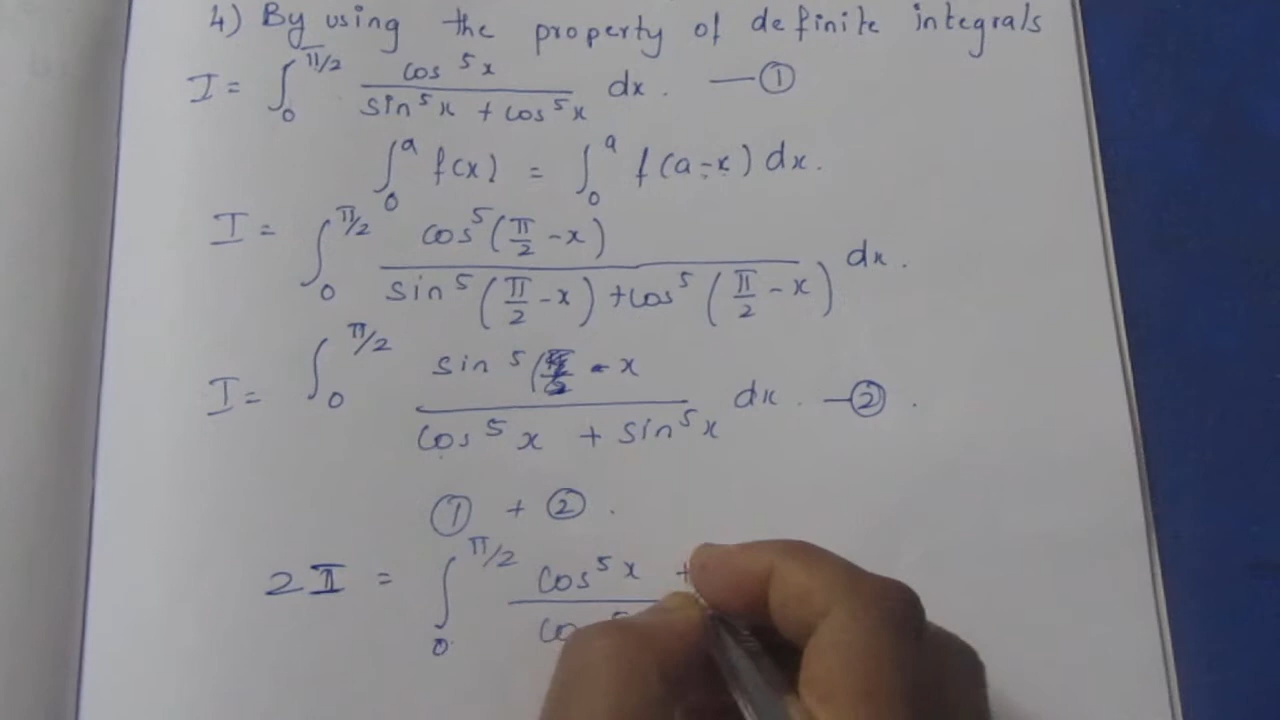 4) By using the property of definite integrals
I = ∫₀^π/2 cos⁵x / sin⁵x + cos⁵x dx. — ①
∫₀^a f(x) = ∫₀^a f(a-x) dx.
I = ∫₀^π/2 cos⁵(π/2 - x) / sin⁵(π/2 - x) + cos⁵(π/2 - x) dx.
I = ∫₀^π/2 sin⁵ x / cos⁵x + sin⁵x dx. — ② .
① + ② .
2I = ∫₀^π/2 cos⁵x + / co